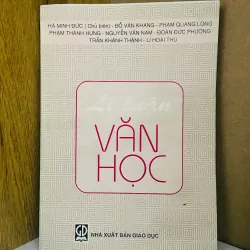 HÀ MINH ĐỨC (Chủ biên) - ĐỖ VĂN KHANG - PHẠM QUANG LONG
PHẠM THÀNH HƯNG - NGUYỄN VĂN NAM - ĐOÀN ĐỨC PHƯƠNG
TRẦN KHÁNH THÀNH - LÍ HOÀI THU
Lí luận
VĂN
HỌC
NHÀ XUẤT BẢN GIÁO DỤC